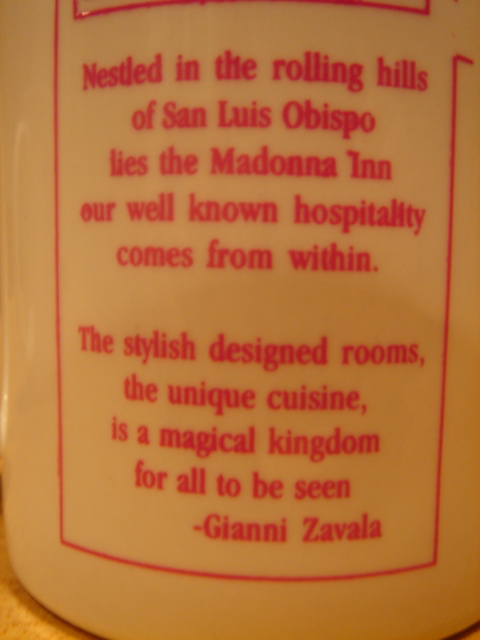 Nestled in the rolling hills
of San Luis Obispo
lies the Madonna Inn
our well known hospitality
comes from within.
The stylish designed rooms,
the unique cuisine,
is a magical kingdom
for all to be seen
-Gianni Zavala